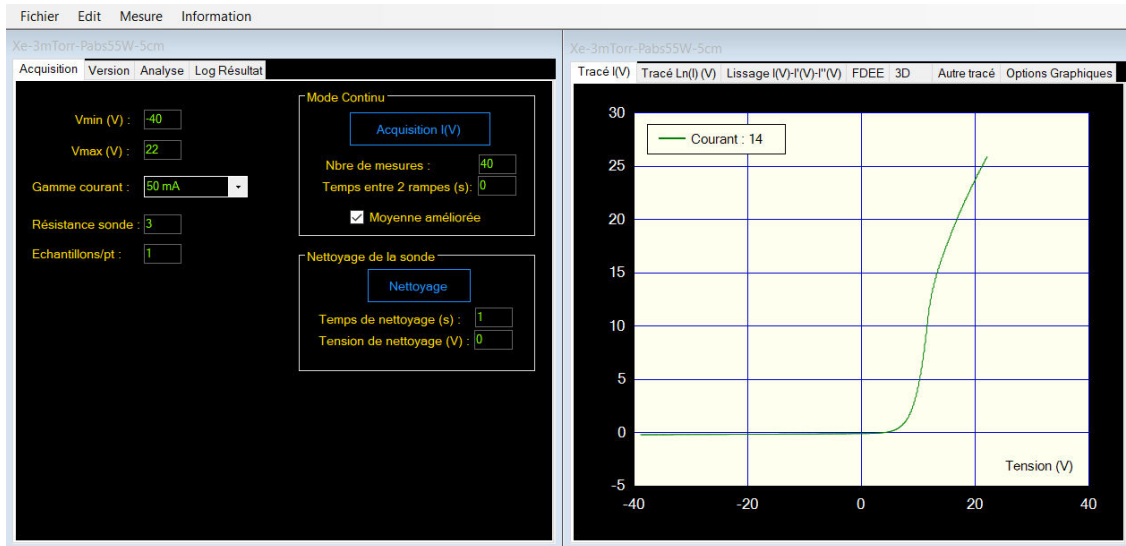 Fichier Edit Mesure Information
Xe-3mTorr-Pabs55W-5cm
Acquisition Version Analyse Log Résultat
Vmin (V) : -40
Vmax (V) : 22
Gamme courant : 50 mA
Résistance sonde : 3
Echantillons/pt : 1
Mode Continu
Acquisition I(V)
Nbre de mesures : 40
Temps entre 2 rampes (s): 0
Moyenne améliorée
Nettoyage de la sonde
Nettoyage
Temps de nettoyage (s) : 1
Tension de nettoyage (V) : 0
Xe-3mTorr-Pabs55W-5cm
Tracé I(V) Tracé Ln(I) (V) Lissage I(V)-I'(V)-I''(V) FDEE 3D Autre tracé Options Graphiques
Courant : 14
30
25
20
15
10
5
0
-5
Tension (V)
-40 -20 0 20 40